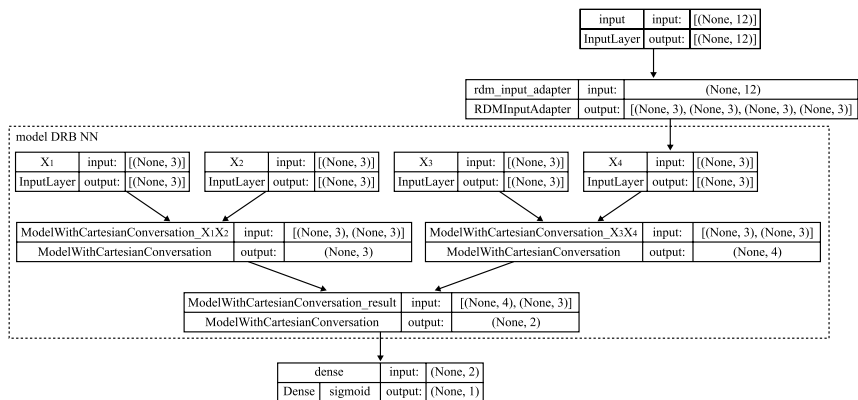 input input: [(None, 12)]
InputLayer output: [(None, 12)]
rdm_input_adapter input: (None, 12)
RDMInputAdapter output: [(None, 3), (None, 3), (None, 3), (None, 3)]
model DRB NN
X1 input: [(None, 3)] X2 input: [(None, 3)] X3 input: [(None, 3)] X4 input: [(None, 3)]
InputLayer output: [(None, 3)] InputLayer output: [(None, 3)] InputLayer output: [(None, 3)] InputLayer output: [(None, 3)]
ModelWithCartesianConversation_X1X2 input: [(None, 3), (None, 3)] ModelWithCartesianConversation_X3X4 input: [(None, 3), (None, 3)]
ModelWithCartesianConversation output: (None, 3) ModelWithCartesianConversation output: (None, 4)
ModelWithCartesianConversation_result input: [(None, 4), (None, 3)]
ModelWithCartesianConversation output: (None, 2)
dense input: (None, 2)
Dense sigmoid output: (None, 1)